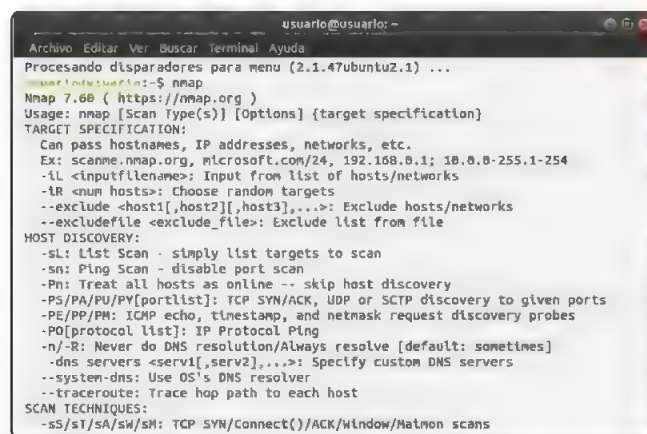 usuario@usuario: ~
Archivo Editar Ver Buscar Terminal Ayuda
Procesando disparadores para menu (2.1.47ubuntu2.1) ...
usuario@usuario:~$ nmap
Nmap 7.60 ( https://nmap.org )
Usage: nmap [Scan Type(s)] [Options] {target specification}
TARGET SPECIFICATION:
Can pass hostnames, IP addresses, networks, etc.
Ex: scanme.nmap.org, microsoft.com/24, 192.168.0.1; 10.0.0-255.1-254
-iL <inputfilename>: Input from list of hosts/networks
-iR <num hosts>: Choose random targets
--exclude <host1[,host2][,host3],...>: Exclude hosts/networks
--excludefile <exclude_file>: Exclude list from file
HOST DISCOVERY:
-sL: List Scan - simply list targets to scan
-sn: Ping Scan - disable port scan
-Pn: Treat all hosts as online -- skip host discovery
-PS/PA/PU/PY[portlist]: TCP SYN/ACK, UDP or SCTP discovery to given ports
-PE/PP/PM: ICMP echo, timestamp, and netmask request discovery probes
-PO[protocol list]: IP Protocol Ping
-n/-R: Never do DNS resolution/Always resolve [default: sometimes]
-dns servers <serv1[,serv2],...>: Specify custom DNS servers
--system-dns: Use OS's DNS resolver
--traceroute: Trace hop path to each host
SCAN TECHNIQUES:
-sS/sT/sA/sW/sM: TCP SYN/Connect()/ACK/Window/Maimon scans